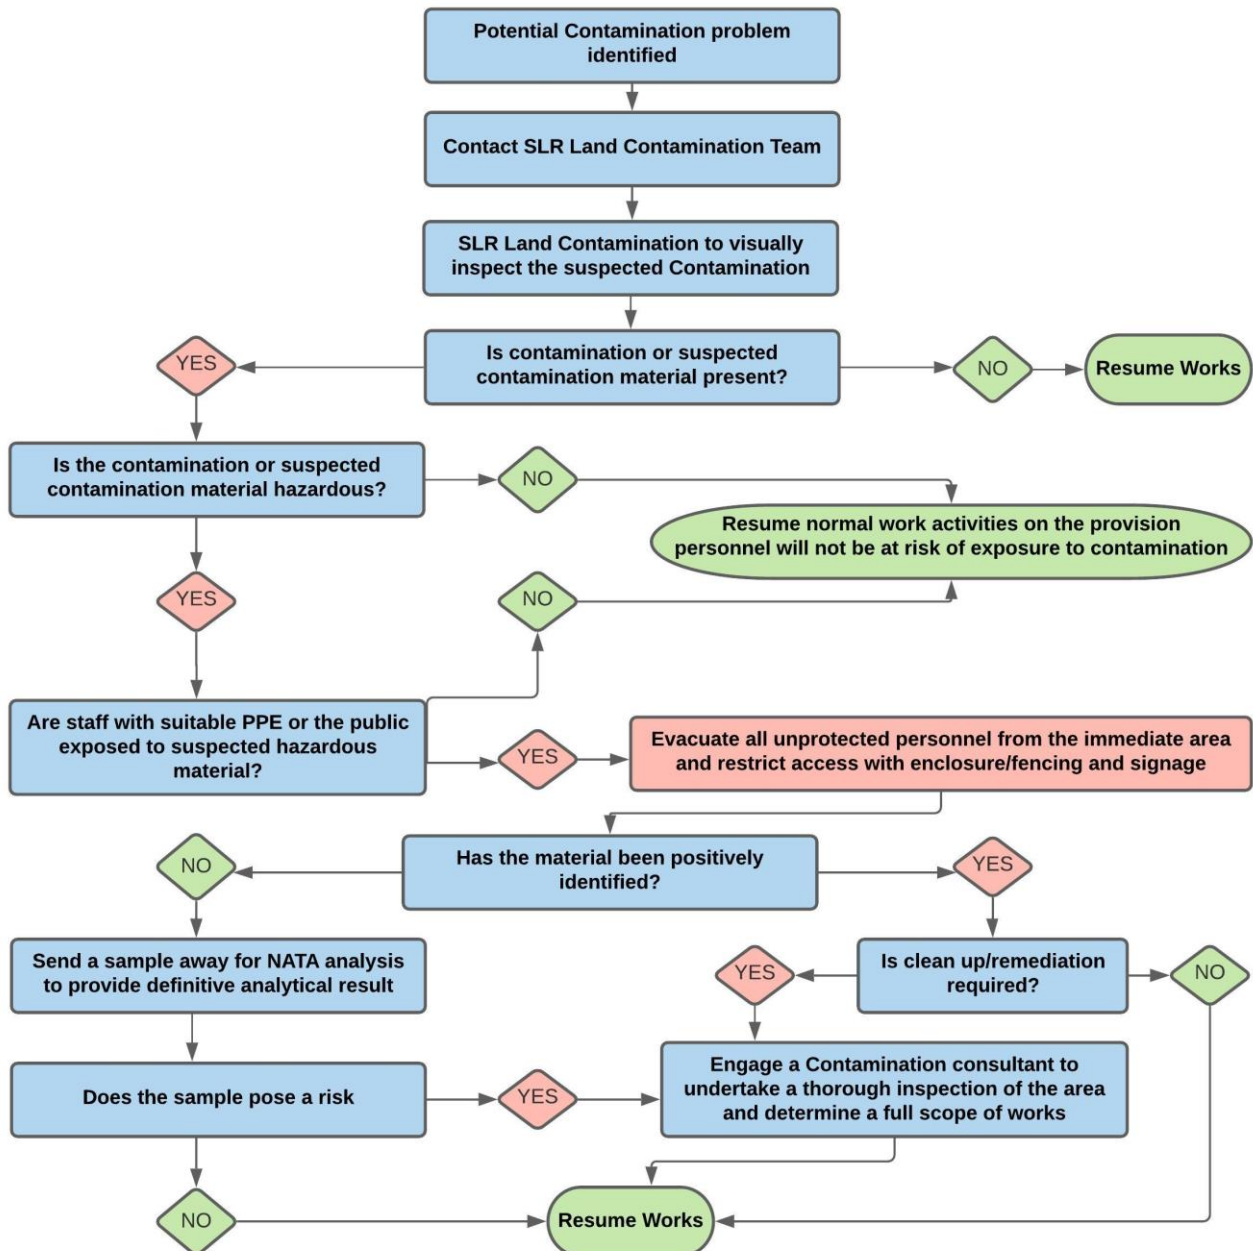 Potential Contamination problem
identified
Contact SLR Land Contamination Team
SLR Land Contamination to visually
inspect the suspected Contamination
YES
Is contamination or suspected
contamination material present?
NO
Resume Works
Is the contamination or suspected
contamination material hazardous?
NO
Resume normal work activities on the provision
personnel will not be at risk of exposure to contamination
YES
NO
Are staff with suitable PPE or the public
exposed to suspected hazardous
material?
YES
Evacuate all unprotected personnel from the immediate area
and restrict access with enclosure/fencing and signage
NO
Has the material been positively
identified?
YES
Send a sample away for NATA analysis
to provide definitive analytical result
YES
Is clean up/remediation
required?
NO
Does the sample pose a risk
YES
Engage a Contamination consultant to
undertake a thorough inspection of the area
and determine a full scope of works
NO
Resume Works